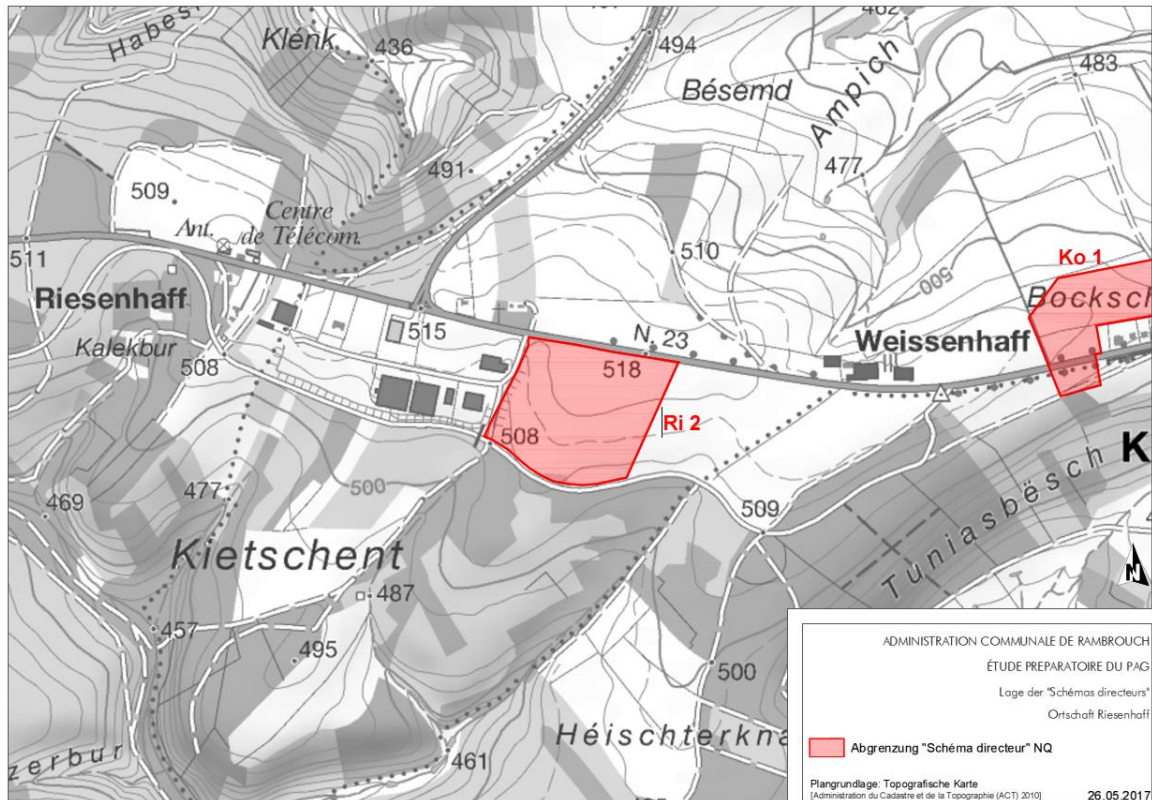 Habes
Klénk
436
494
462
Bésemd
Ampich
483
491
477
509
Centre
de Télécom.
Ant.
510
511
Ko 1
Riesenhaff
500
Bocksch
515
N. 23
Weissenhaff
Kalekbur
508
518
Ri 2
508
K
500
469
477
509
Tuniasbësch
Kietschent
N
487
457
495
500
Héischterkna
zerbur
461
ADMINISTRATION COMMUNALE DE RAMBROUCH
ÉTUDE PREPARATOIRE DU PAG
Lage der "Schémas directeurs"
Ortschaft Riesenhaff
Abgrenzung "Schéma directeur" NQ
Plangrundlage: Topografische Karte
[Administration du Cadastre et de la Topographie (ACT) 2010]
26.05.2017